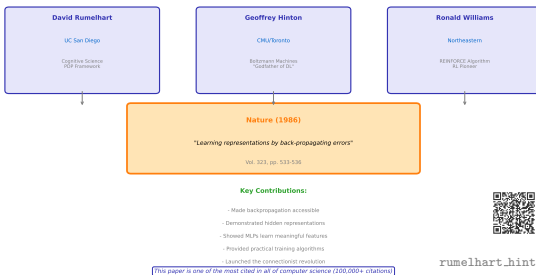 David Rumelhart
UC San Diego
Cognitive Science
PDP Framework
Geoffrey Hinton
CMU/Toronto
Boltzmann Machines
"Godfather of DL"
Ronald Williams
Northeastern
REINFORCE Algorithm
RL Pioneer
Nature (1986)
"Learning representations by back-propagating errors"
Vol. 323, pp. 533-536
Key Contributions:
- Made backpropagation accessible
- Demonstrated hidden representations
- Showed MLPs learn meaningful features
- Provided practical training algorithms
- Launched the connectionist revolution
This paper is one of the most cited in all of computer science (100,000+ citations)
rumelhart_hint